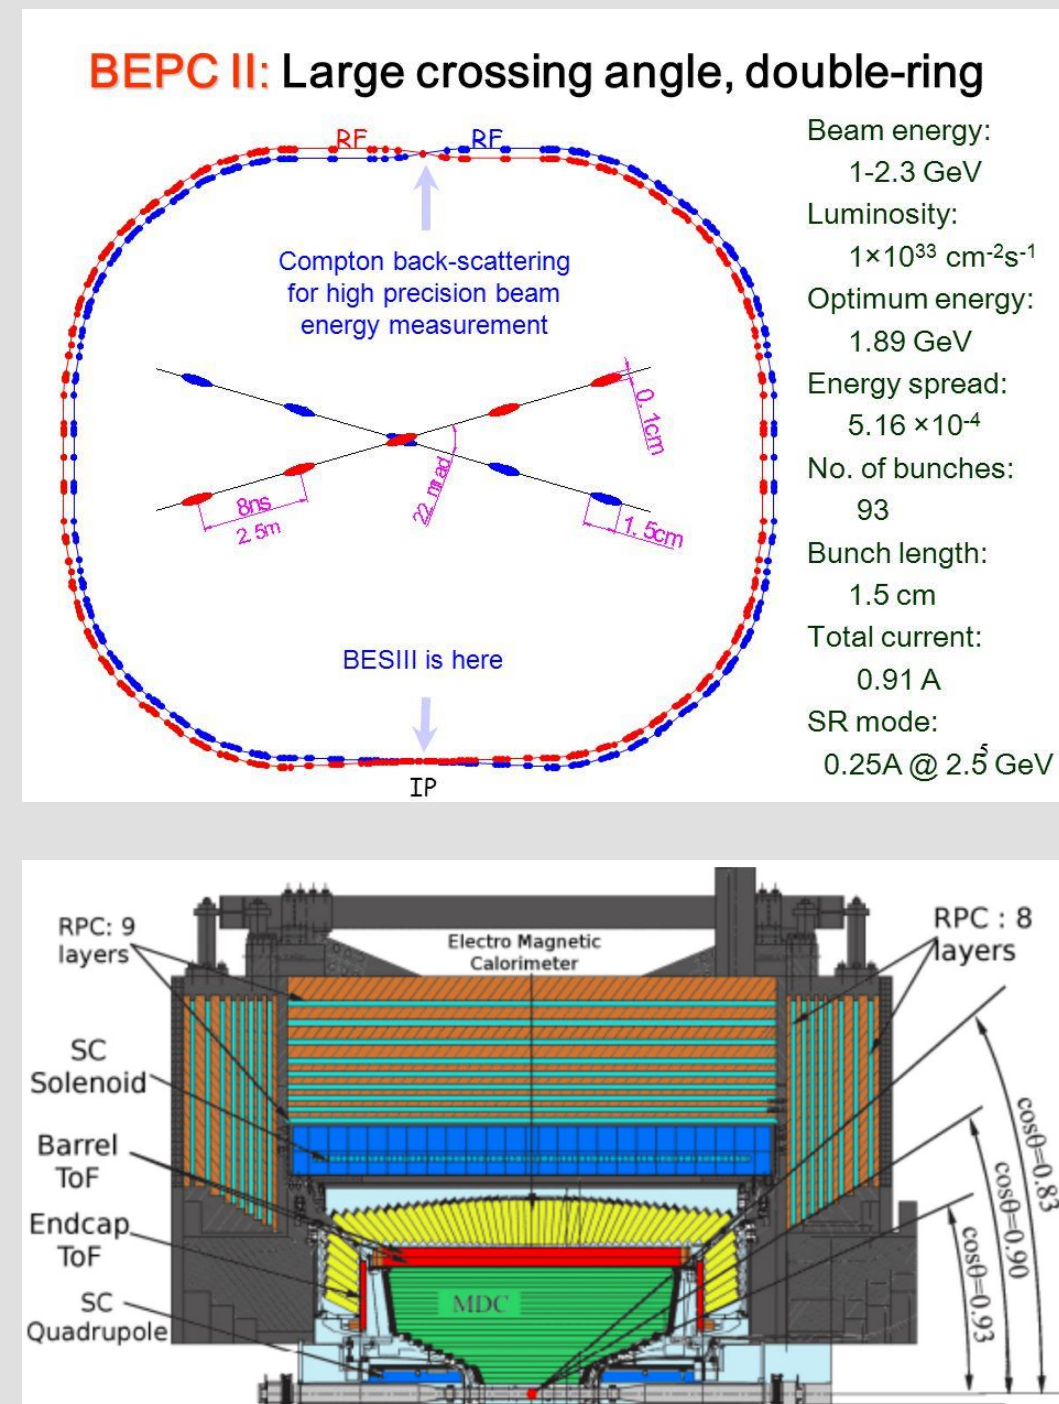 BEPC II: Large crossing angle, double-ring
RF RF
Compton back-scattering
for high precision beam
energy measurement
0.1cm
22 mrad
8ns
2.5m
1.5cm
BESIII is here
IP
Beam energy:
1-2.3 GeV
Luminosity:
1×10³³ cm⁻²s⁻¹
Optimum energy:
1.89 GeV
Energy spread:
5.16 ×10⁻⁴
No. of bunches:
93
Bunch length:
1.5 cm
Total current:
0.91 A
SR mode:
0.25A @ 2.5 GeV
RPC: 9
layers
Electro Magnetic
Calorimeter
RPC : 8
layers
SC
Solenoid
Barrel
ToF
Endcap
ToF
SC
Quadrupole
MDC
cosθ=0.83
cosθ=0.90
cosθ=0.93